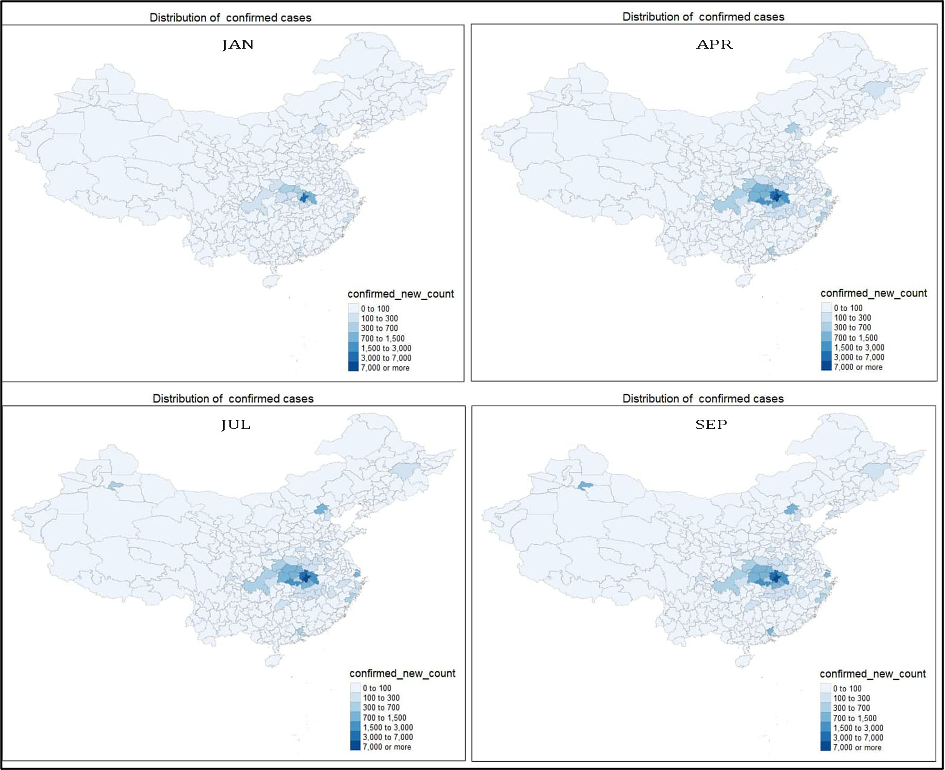 Distribution of confirmed cases
JAN
confirmed_new_count
0 to 100
100 to 300
300 to 700
700 to 1,500
1,500 to 3,000
3,000 to 7,000
7,000 or more
Distribution of confirmed cases
APR
confirmed_new_count
0 to 100
100 to 300
300 to 700
700 to 1,500
1,500 to 3,000
3,000 to 7,000
7,000 or more
Distribution of confirmed cases
JUL
confirmed_new_count
0 to 100
100 to 300
300 to 700
700 to 1,500
1,500 to 3,000
3,000 to 7,000
7,000 or more
Distribution of confirmed cases
SEP
confirmed_new_count
0 to 100
100 to 300
300 to 700
700 to 1,500
1,500 to 3,000
3,000 to 7,000
7,000 or more